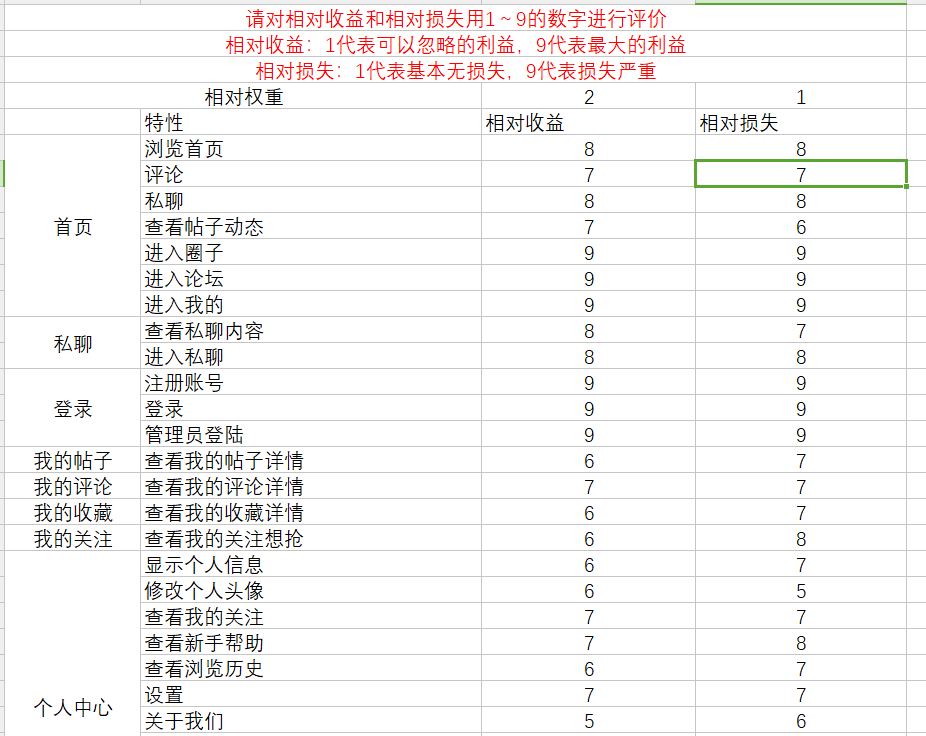 请对相对收益和相对损失用1～9的数字进行评价
相对收益：1代表可以忽略的利益，9代表最大的利益
相对损失：1代表基本无损失，9代表损失严重
相对权重 2 1
特性 相对收益 相对损失
首页
浏览首页 8 8
评论 7 7
私聊 8 8
查看帖子动态 7 6
进入圈子 9 9
进入论坛 9 9
进入我的 9 9
私聊
查看私聊内容 8 7
进入私聊 8 8
登录
注册账号 9 9
登录 9 9
管理员登陆 9 9
我的帖子 查看我的帖子详情 6 7
我的评论 查看我的评论详情 7 7
我的收藏 查看我的收藏详情 6 7
我的关注 查看我的关注想抢 6 8
个人中心
显示个人信息 6 7
修改个人头像 6 5
查看我的关注 7 7
查看新手帮助 7 8
查看浏览历史 6 7
设置 7 7
关于我们 5 6